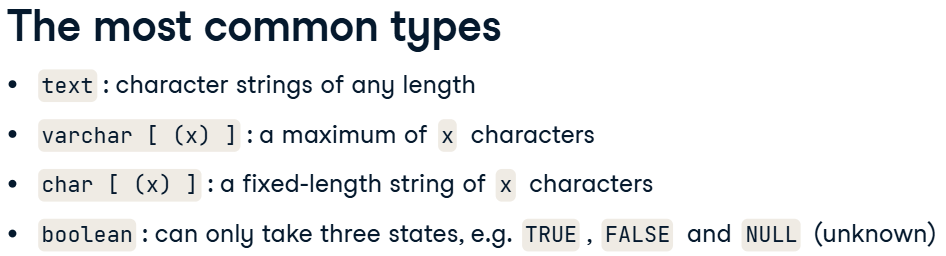 The most common types
• text : character strings of any length
• varchar [ (x) ] : a maximum of x characters
• char [ (x) ] : a fixed-length string of x characters
• boolean : can only take three states, e.g. TRUE , FALSE and NULL (unknown)